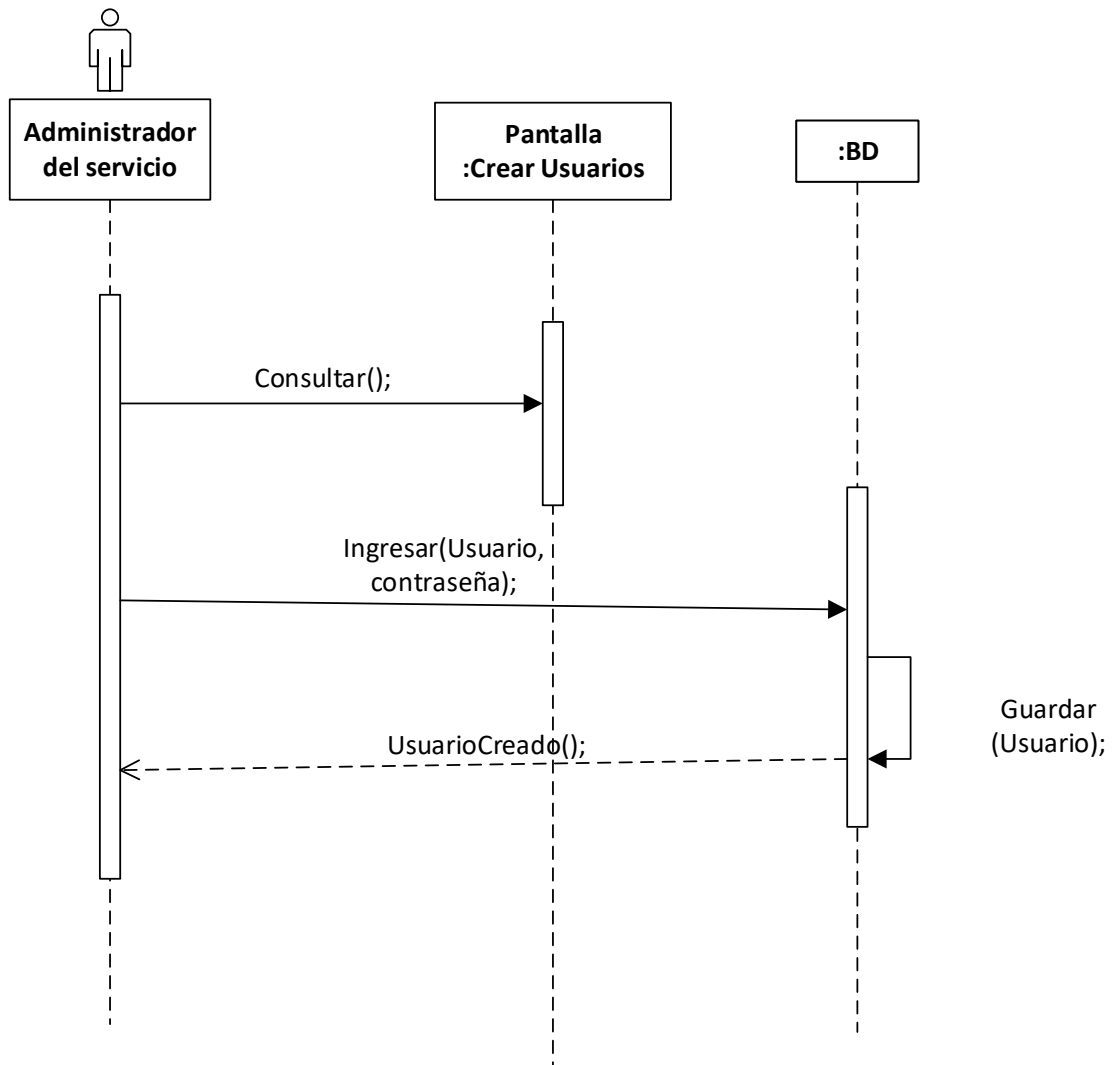 Administrador
del servicio
Pantalla
:Crear Usuarios
:BD
Consultar();
Ingresar(Usuario,
contraseña);
Guardar
(Usuario);
UsuarioCreado();